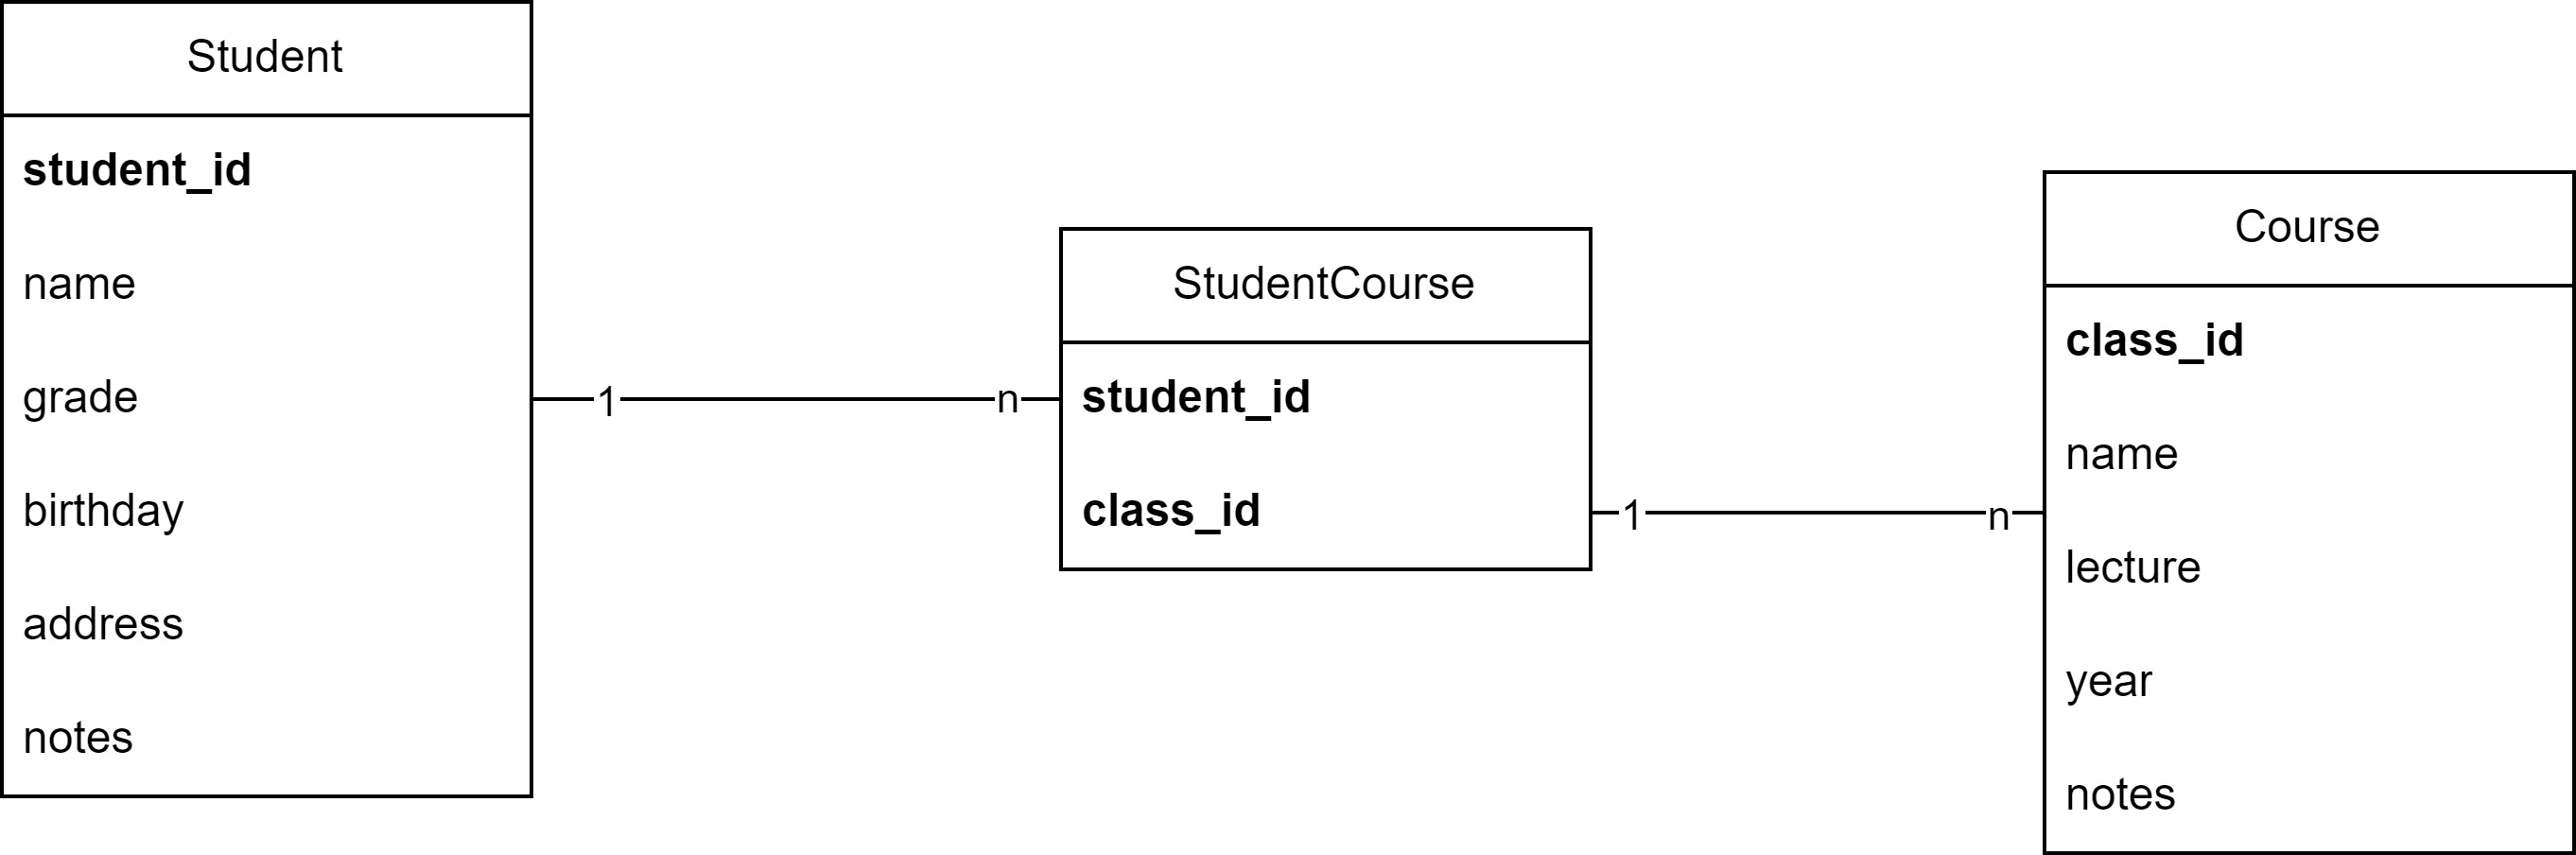 Student
student_id
name
grade
birthday
address
notes
1
n
StudentCourse
student_id
class_id
1
n
Course
class_id
name
lecture
year
notes